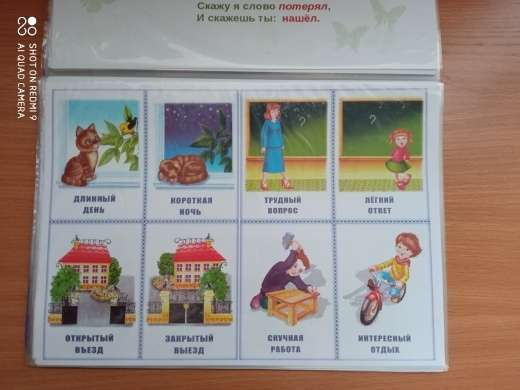 Скажу я слово потерял,
И скажешь ты: нашёл.
SHOT ON REDMI 9
AI QUAD CAMERA
ДЛИННЫЙ
ДЕНЬ
КОРОТКАЯ
НОЧЬ
ТРУДНЫЙ
ВОПРОС
ЛЁГКИЙ
ОТВЕТ
ОТКРЫТЫЙ
ВЪЕЗД
ЗАКРЫТЫЙ
ВЫЕЗД
СКУЧНАЯ
РАБОТА
ИНТЕРЕСНЫЙ
ОТДЫХ